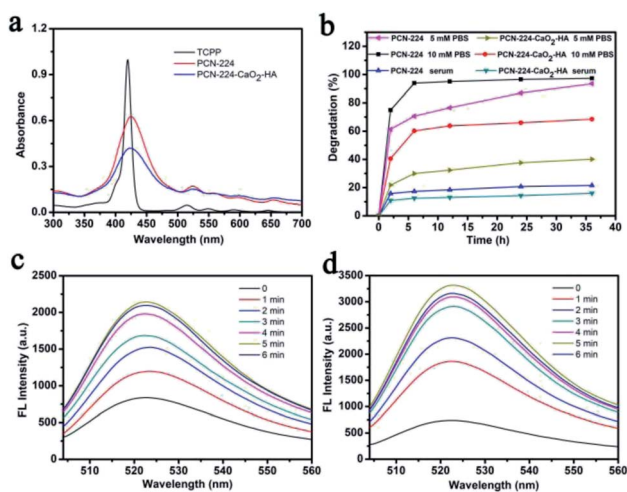 a
1.2
0.9
0.6
0.3
0.0
300 350 400 450 500 550 600 650 700
Absorbance
Wavelength (nm)
TCPP
PCN-224
PCN-224-CaO₂-HA
b
PCN-224 5 mM PBS PCN-224-CaO₂-HA 5 mM PBS
PCN-224 10 mM PBS PCN-224-CaO₂-HA 10 mM PBS
PCN-224 serum PCN-224-CaO₂-HA serum
130
120
100
80
60
40
20
0
0 5 10 15 20 25 30 35 40
Degradation (%)
Time (h)
c
2500
2000
1500
1000
500
0
510 520 530 540 550 560
FL Intensity (a.u.)
Wavelength (nm)
0
1 min
2 min
3 min
4 min
5 min
6 min
d
3500
3000
2500
2000
1500
1000
500
0
510 520 530 540 550 560
FL Intensity (a.u.)
Wavelength (nm)
0
1 min
2 min
3 min
4 min
5 min
6 min